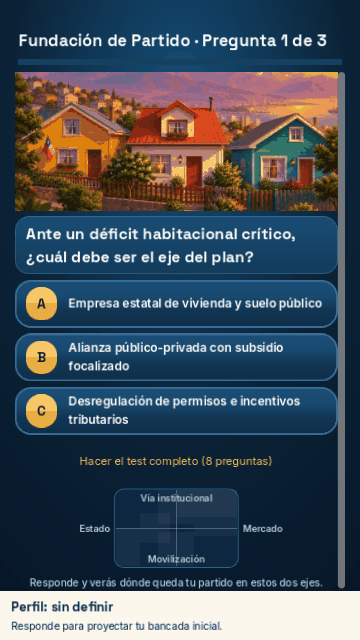 Fundación de Partido · Pregunta 1 de 3
Ante un déficit habitacional crítico,
¿cuál debe ser el eje del plan?
A
Empresa estatal de vivienda y suelo público
B
Alianza público-privada con subsidio
focalizado
C
Desregulación de permisos e incentivos
tributarios
Hacer el test completo (8 preguntas)
Vía institucional
Estado
Mercado
Movilización
Responde y verás dónde queda tu partido en estos dos ejes.
Perfil: sin definir
Responde para proyectar tu bancada inicial.